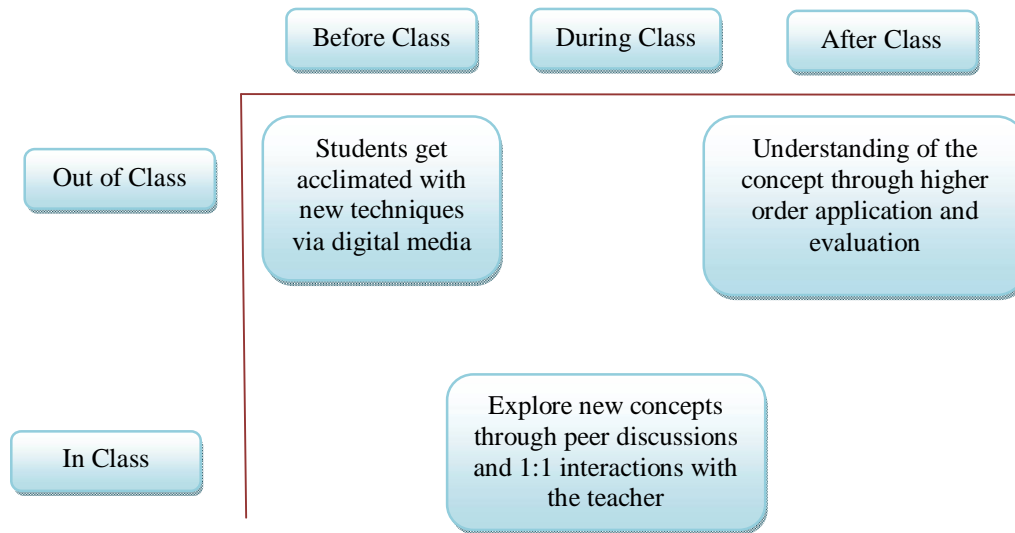 Before Class
During Class
After Class
Out of Class
Students get
acclimated with
new techniques
via digital media
Understanding of the
concept through higher
order application and
evaluation
In Class
Explore new concepts
through peer discussions
and 1:1 interactions with
the teacher